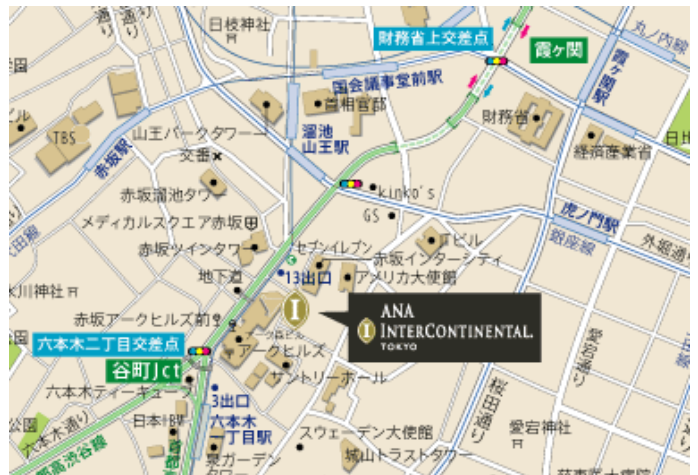 日枝神社
財務省上交差点
霞ヶ関
丸ノ内線
霞ヶ関駅
国会議事堂前駅
首相官邸
TBS
山王パークタワー
溜池
山王駅
財務省
経済産業省
赤坂駅
交番
赤坂溜池タワー
kinko's
GS
虎ノ門駅
銀座線
外堀通り
メディカルスクエア赤坂
赤坂ツインタワー
セブンイレブン
赤坂インターシティ
アメリカ大使館
地下道
13出口
氷川神社
赤坂アークヒルズ前
ANA
INTERCONTINENTAL
TOKYO
六本木二丁目交差点
谷町Jct
アークヒルズ
サントリーホール
愛宕通り
桜田通り
六本木ティーキューブ
3出口
六本木
一丁目駅
六本木通り
スウェーデン大使館
愛宕神社
泉ガーデン
タワー
城山トラストタワー